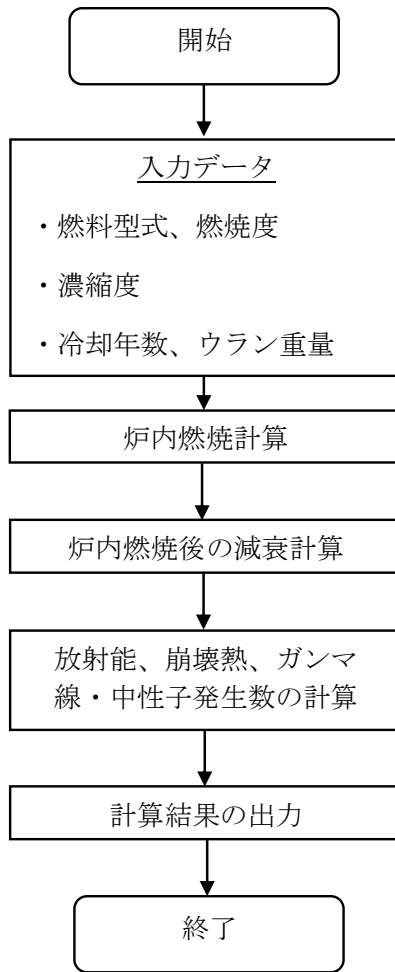 開始
入力データ
・燃料型式、燃焼度
・濃縮度
・冷却年数、ウラン重量
炉内燃焼計算
炉内燃焼後の減衰計算
放射能、崩壊熱、ガンマ
線・中性子発生数の計算
計算結果の出力
終了